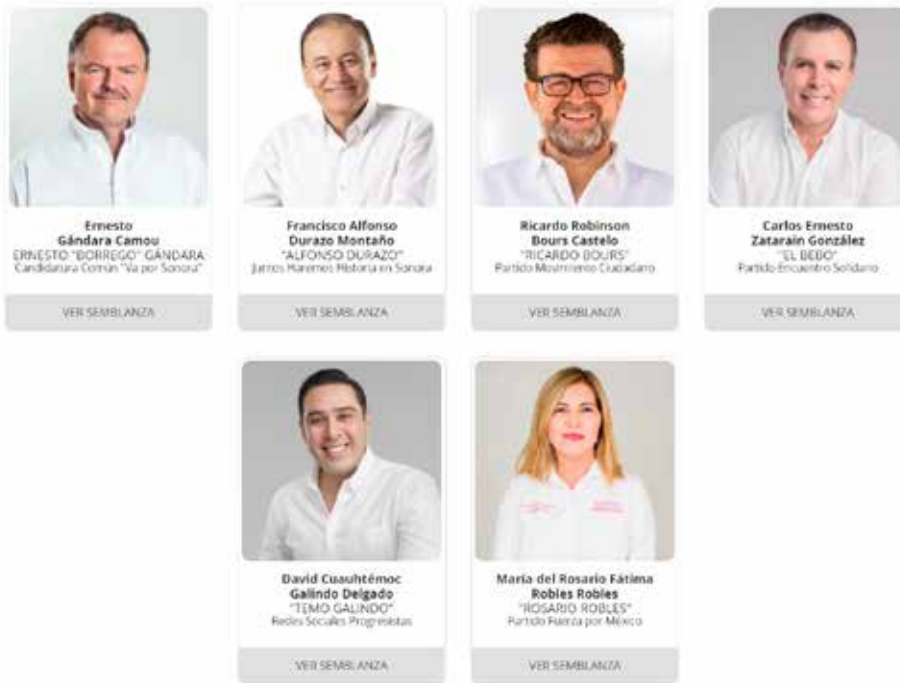 Ernesto
Gándara Camou
ERNESTO "BORREGO" GÁNDARA
Candidatura Común "Va por Sonora"
VER SEMBLANZA
Francisco Alfonso
Durazo Montaño
"ALFONSO DURAZO"
Juntos Haremos Historia en Sonora
VER SEMBLANZA
Ricardo Robinson
Bours Castelo
"RICARDO BOURS"
Partido Movimiento Ciudadano
VER SEMBLANZA
Carlos Ernesto
Zatarain González
"EL BEBO"
Partido Encuentro Solidario
VER SEMBLANZA
David Cuauhtémoc
Galindo Delgado
"TEMO GALINDO"
Redes Sociales Progresistas
VER SEMBLANZA
María del Rosario Fátima
Robles Robles
"ROSARIO ROBLES"
Partido Fuerza por México
VER SEMBLANZA